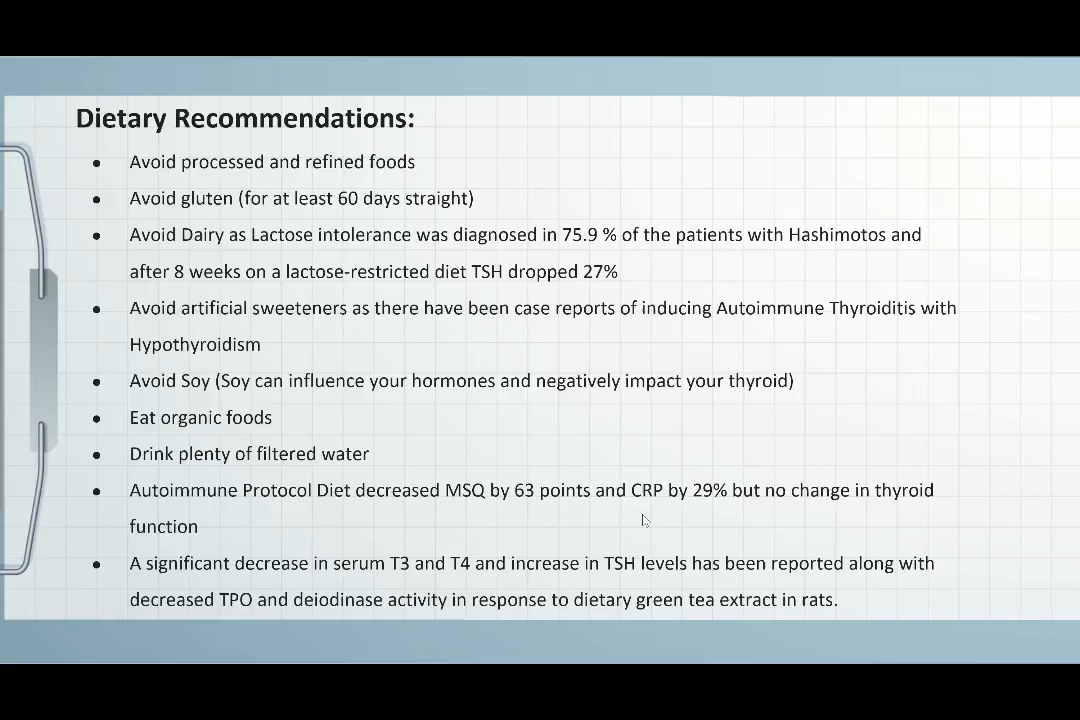 Dietary Recommendations:
● Avoid processed and refined foods
● Avoid gluten (for at least 60 days straight)
● Avoid Dairy as Lactose intolerance was diagnosed in 75.9 % of the patients with Hashimotos and
after 8 weeks on a lactose-restricted diet TSH dropped 27%
● Avoid artificial sweeteners as there have been case reports of inducing Autoimmune Thyroiditis with
Hypothyroidism
● Avoid Soy (Soy can influence your hormones and negatively impact your thyroid)
● Eat organic foods
● Drink plenty of filtered water
● Autoimmune Protocol Diet decreased MSQ by 63 points and CRP by 29% but no change in thyroid
function
● A significant decrease in serum T3 and T4 and increase in TSH levels has been reported along with
decreased TPO and deiodinase activity in response to dietary green tea extract in rats.